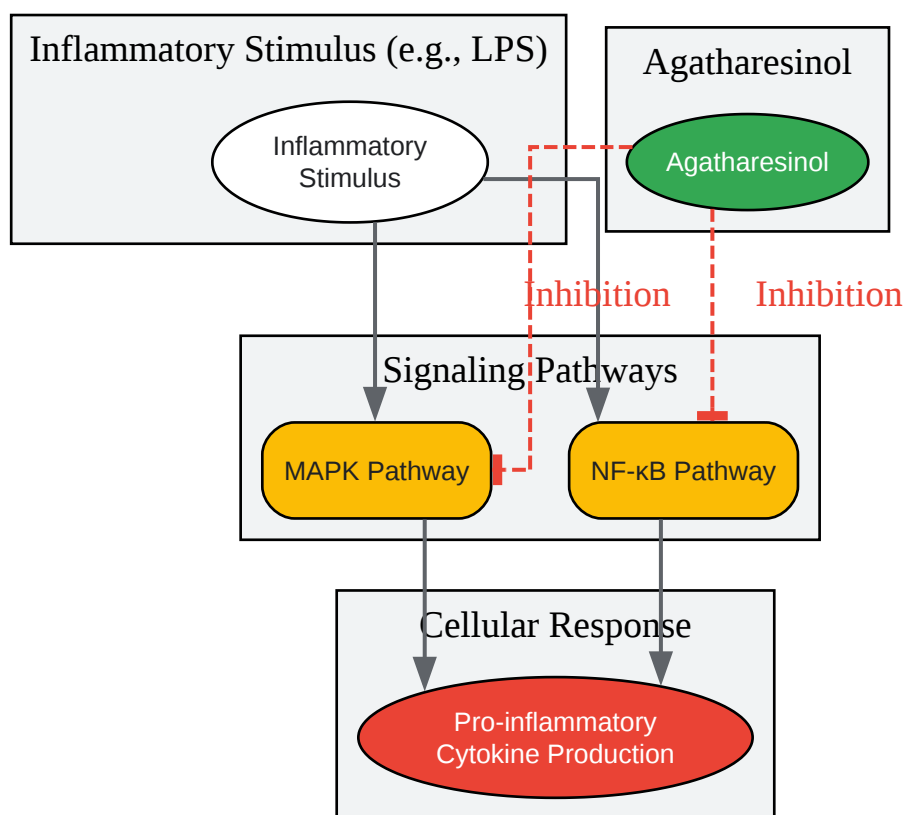 Inflammatory Stimulus (e.g., LPS)
Agatharesinol
Inflammatory
Stimulus
Agatharesinol
Inhibition
Inhibition
Signaling Pathways
MAPK Pathway
NF-κB Pathway
Cellular Response
Pro-inflammatory
Cytokine Production